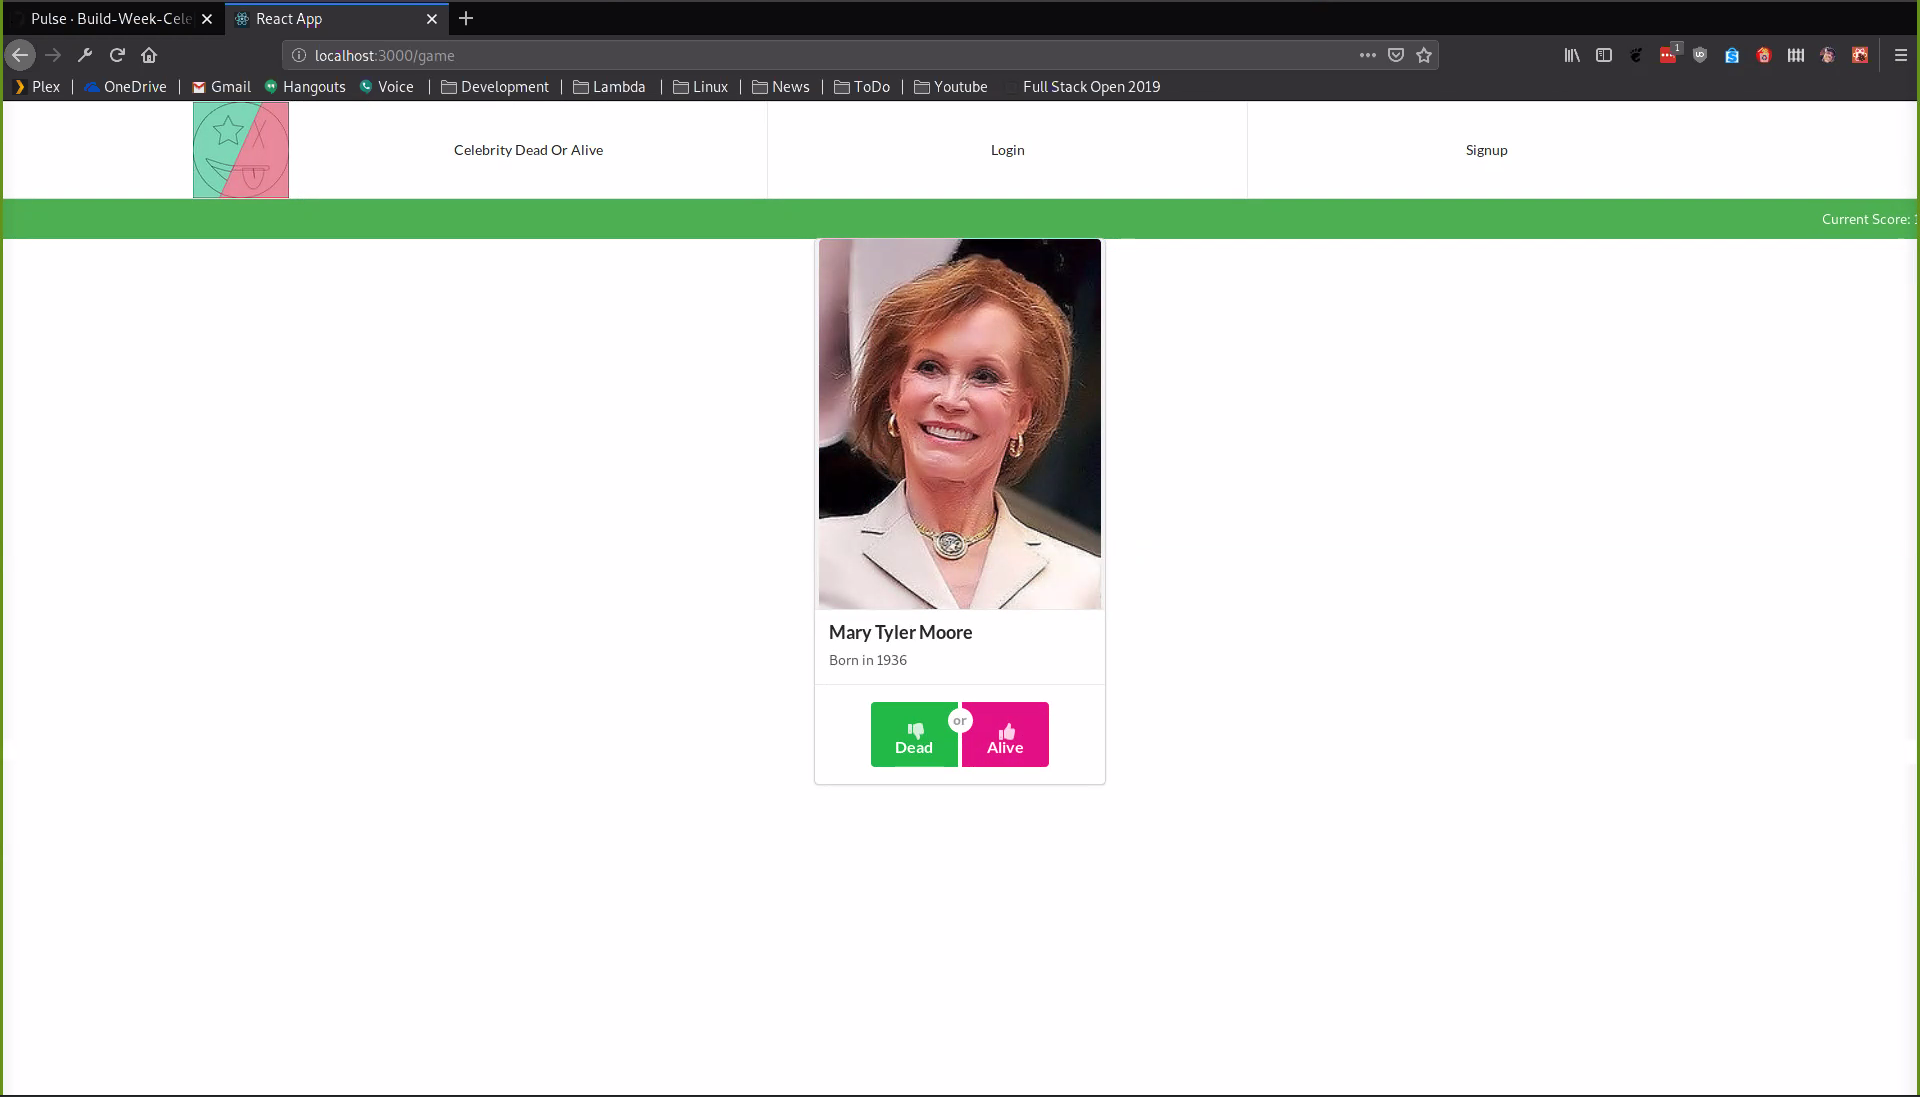 Pulse · Build-Week-Cele
React App
localhost:3000/game
1
Plex OneDrive Gmail Hangouts Voice Development Lambda Linux News ToDo Youtube Full Stack Open 2019
Celebrity Dead Or Alive Login Signup
Current Score:
Mary Tyler Moore
Born in 1936
or
Dead Alive